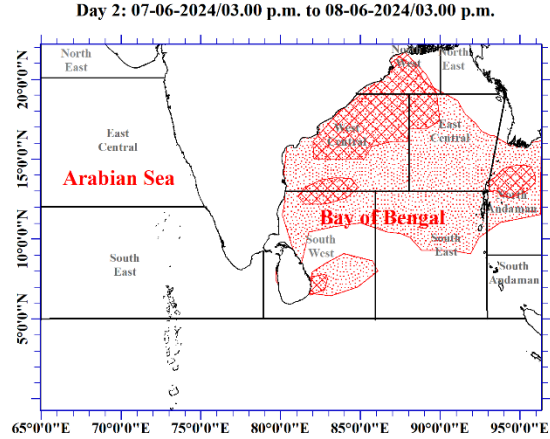 Day 2: 07-06-2024/03.00 p.m. to 08-06-2024/03.00 p.m.
North
East
North
West
North
East
20°0'0"N
East
Central
West
Central
East
Central
15°0'0"N
Arabian Sea
North
Andaman
Bay of Bengal
10°0'0"N
South
East
South
West
South
East
South
Andaman
5°0'0"N
65°0'0"E 70°0'0"E 75°0'0"E 80°0'0"E 85°0'0"E 90°0'0"E 95°0'0"E